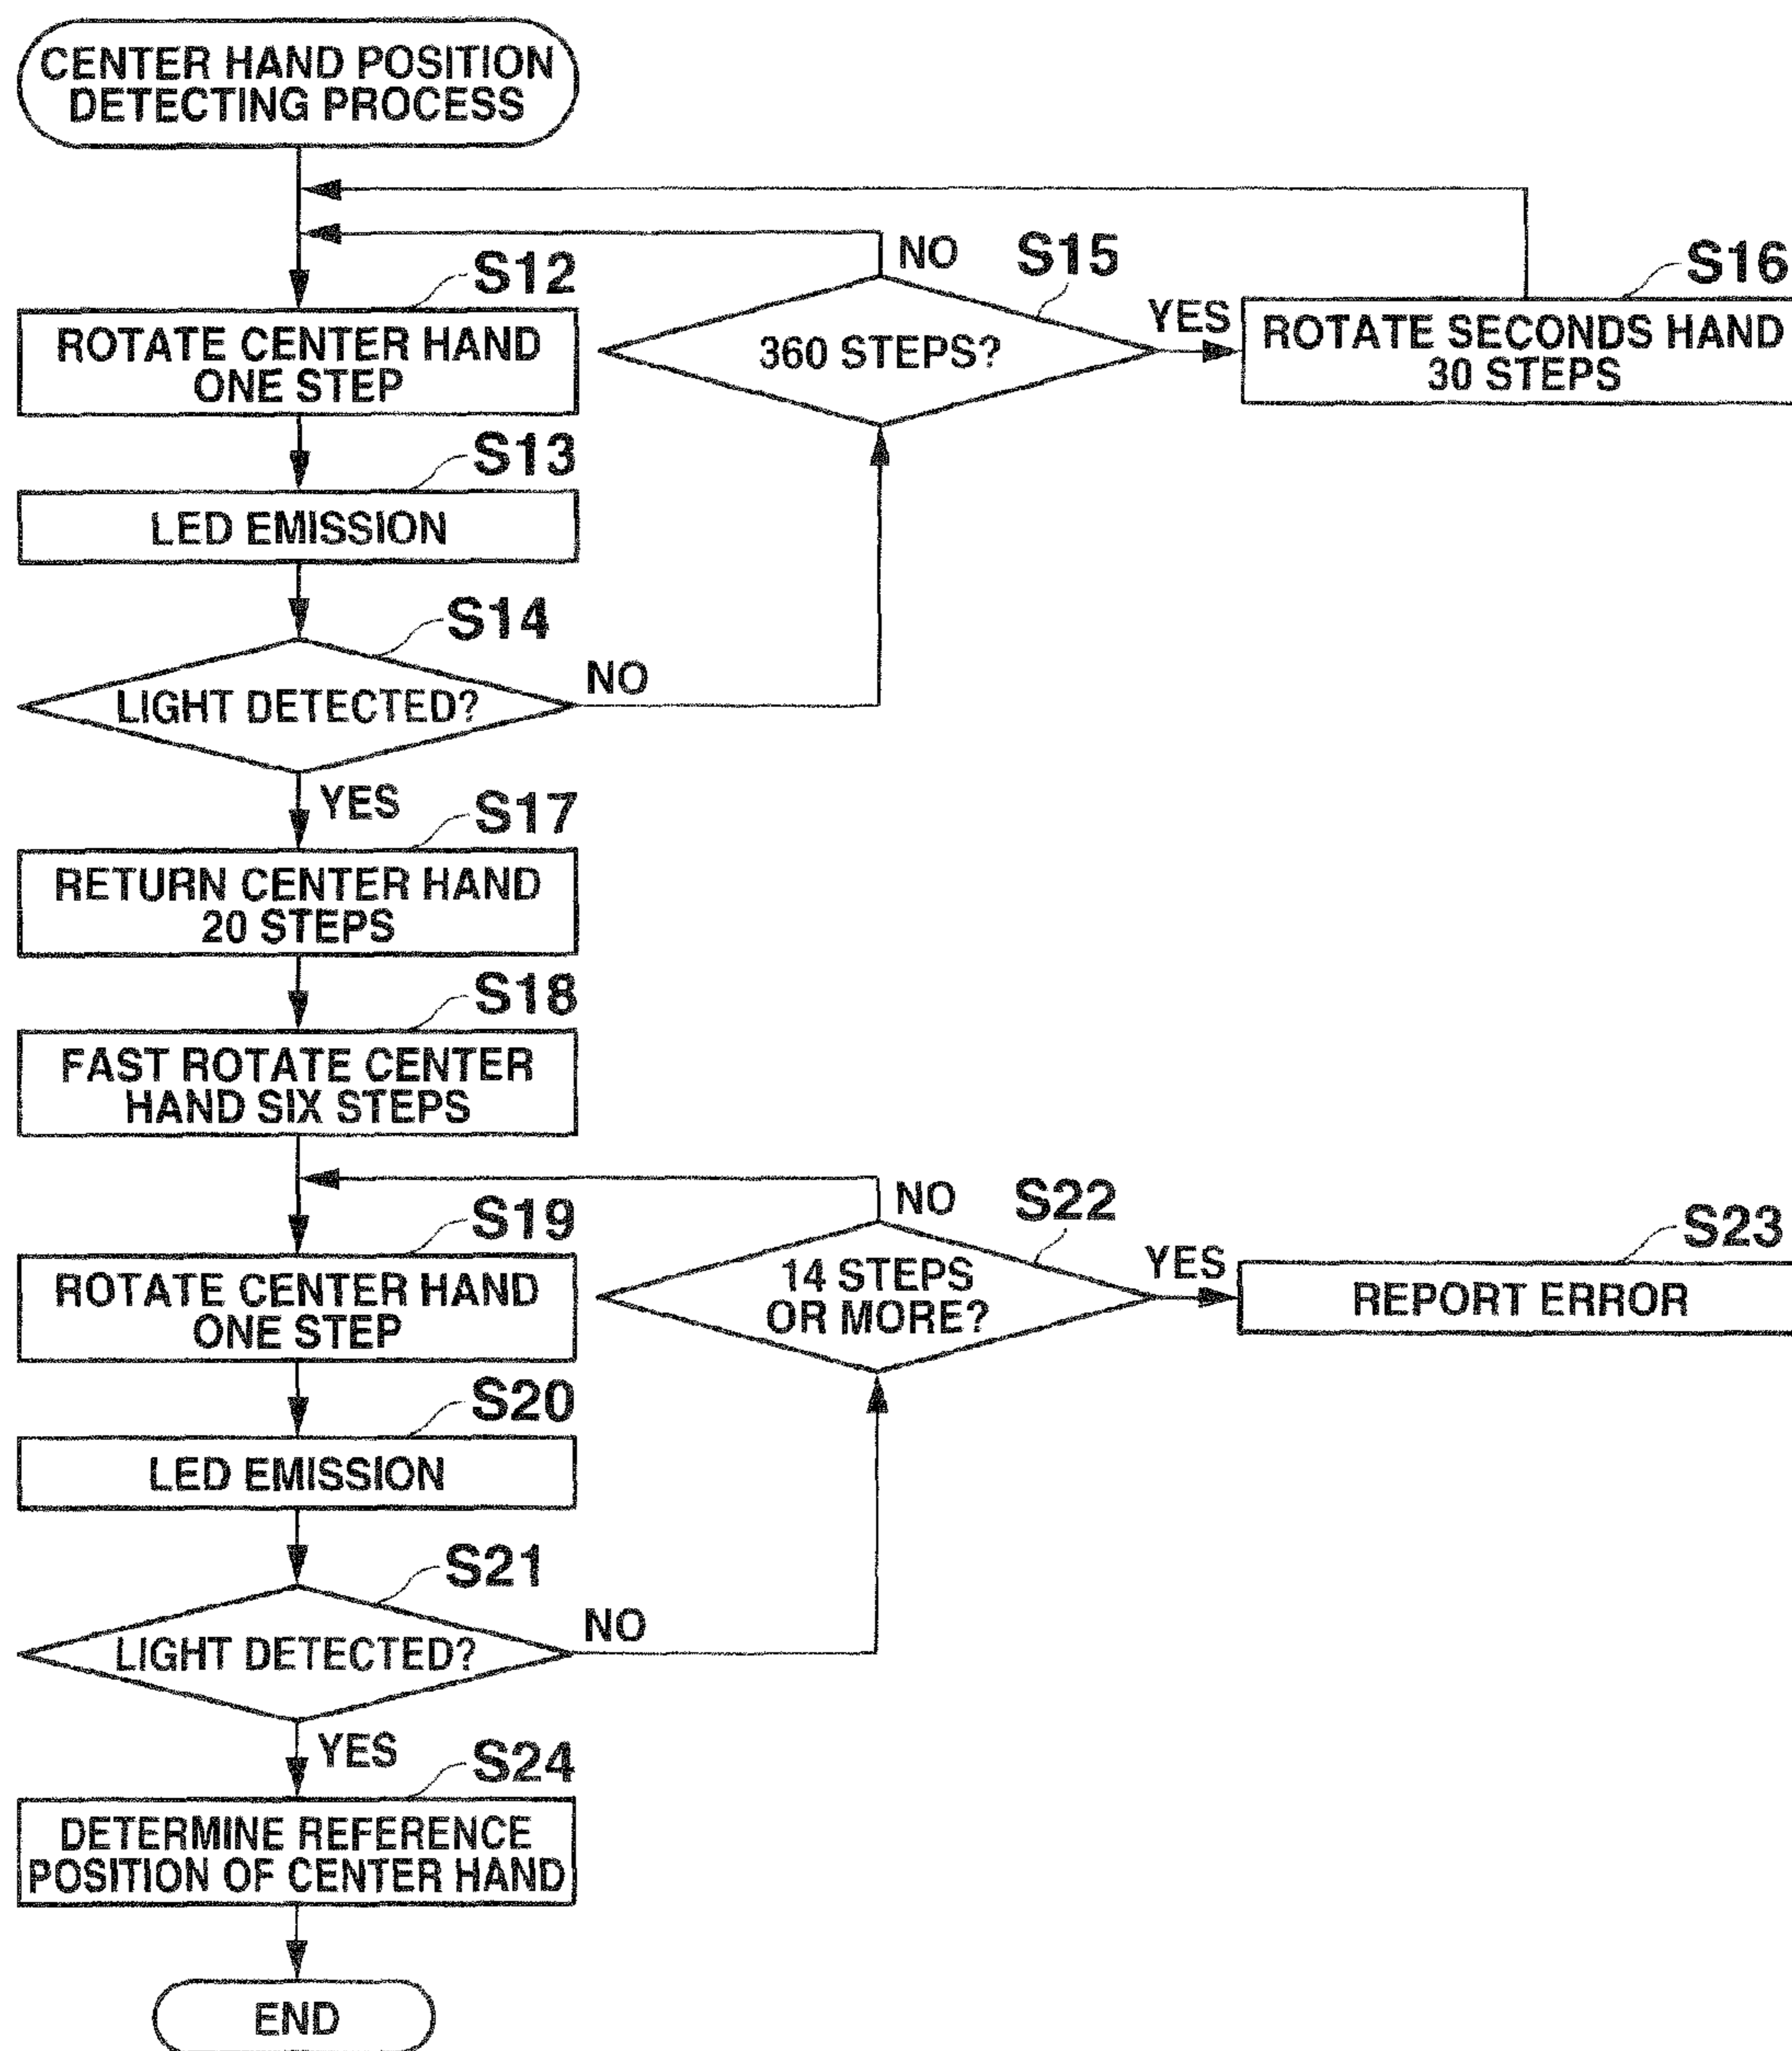 CENTER HAND POSITION
DETECTING PROCESS
S12
ROTATE CENTER HAND
ONE STEP
NO
S15
360 STEPS?
YES
S16
ROTATE SECONDS HAND
30 STEPS
S13
LED EMISSION
S14
LIGHT DETECTED?
NO
YES
S17
RETURN CENTER HAND
20 STEPS
S18
FAST ROTATE CENTER
HAND SIX STEPS
S19
ROTATE CENTER HAND
ONE STEP
NO
S22
14 STEPS
OR MORE?
YES
S23
REPORT ERROR
S20
LED EMISSION
S21
LIGHT DETECTED?
NO
YES
S24
DETERMINE REFERENCE
POSITION OF CENTER HAND
END